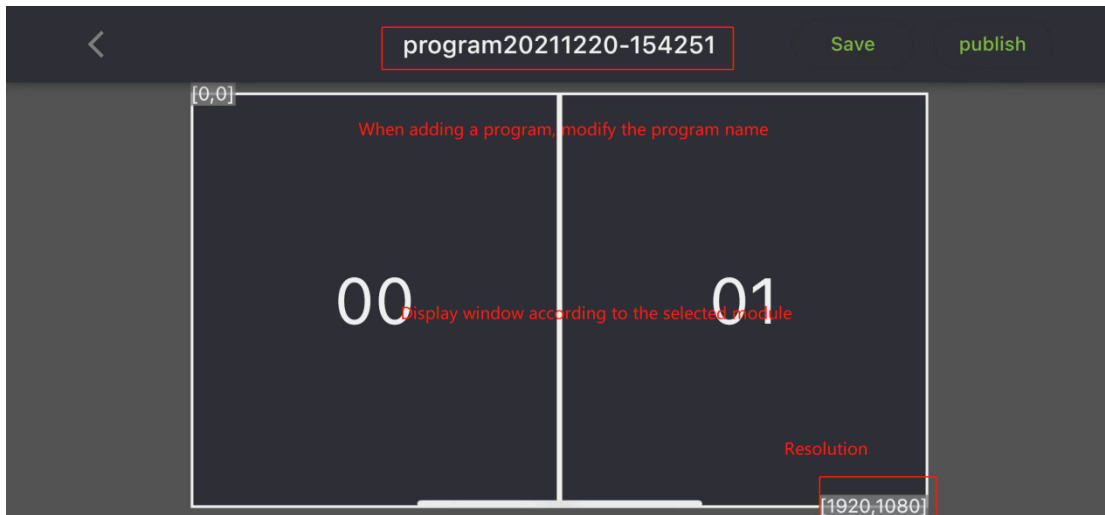 program20211220-154251
Save
publish
[0,0]
When adding a program, modify the program name
00
01
Display window according to the selected module
Resolution
[1920,1080]